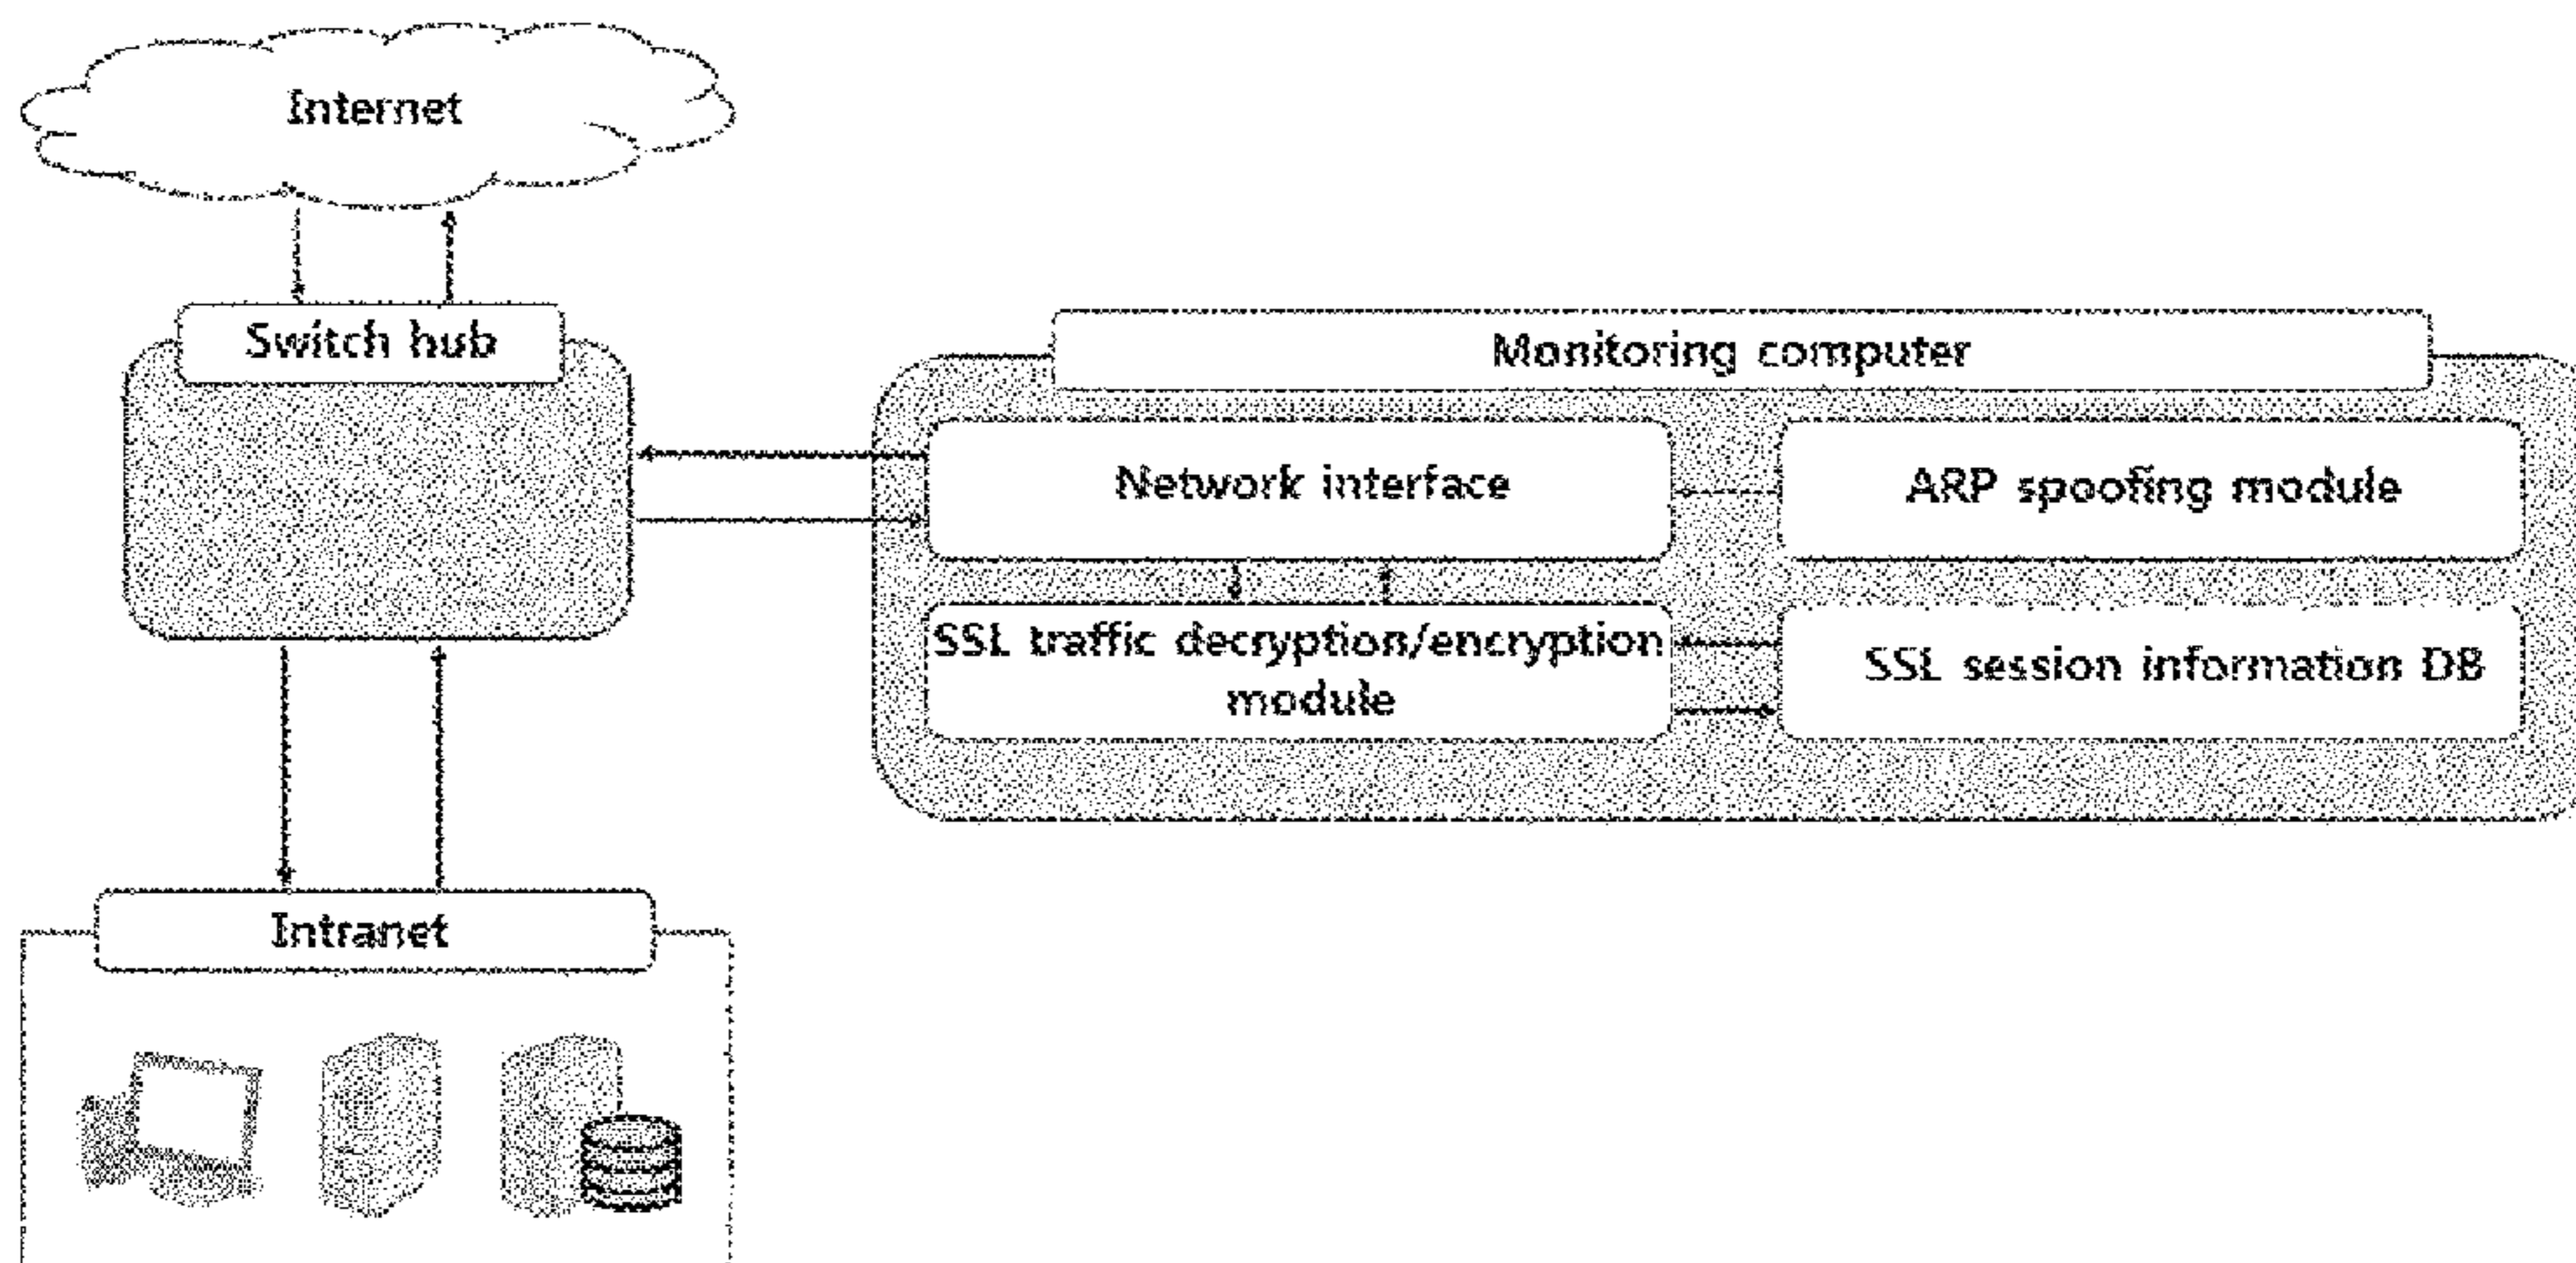 Internet
Switch hub
Monitoring computer
Network interface
ARP spoofing module
SSL traffic decryption/encryption
module
SSL session information DB
Intranet